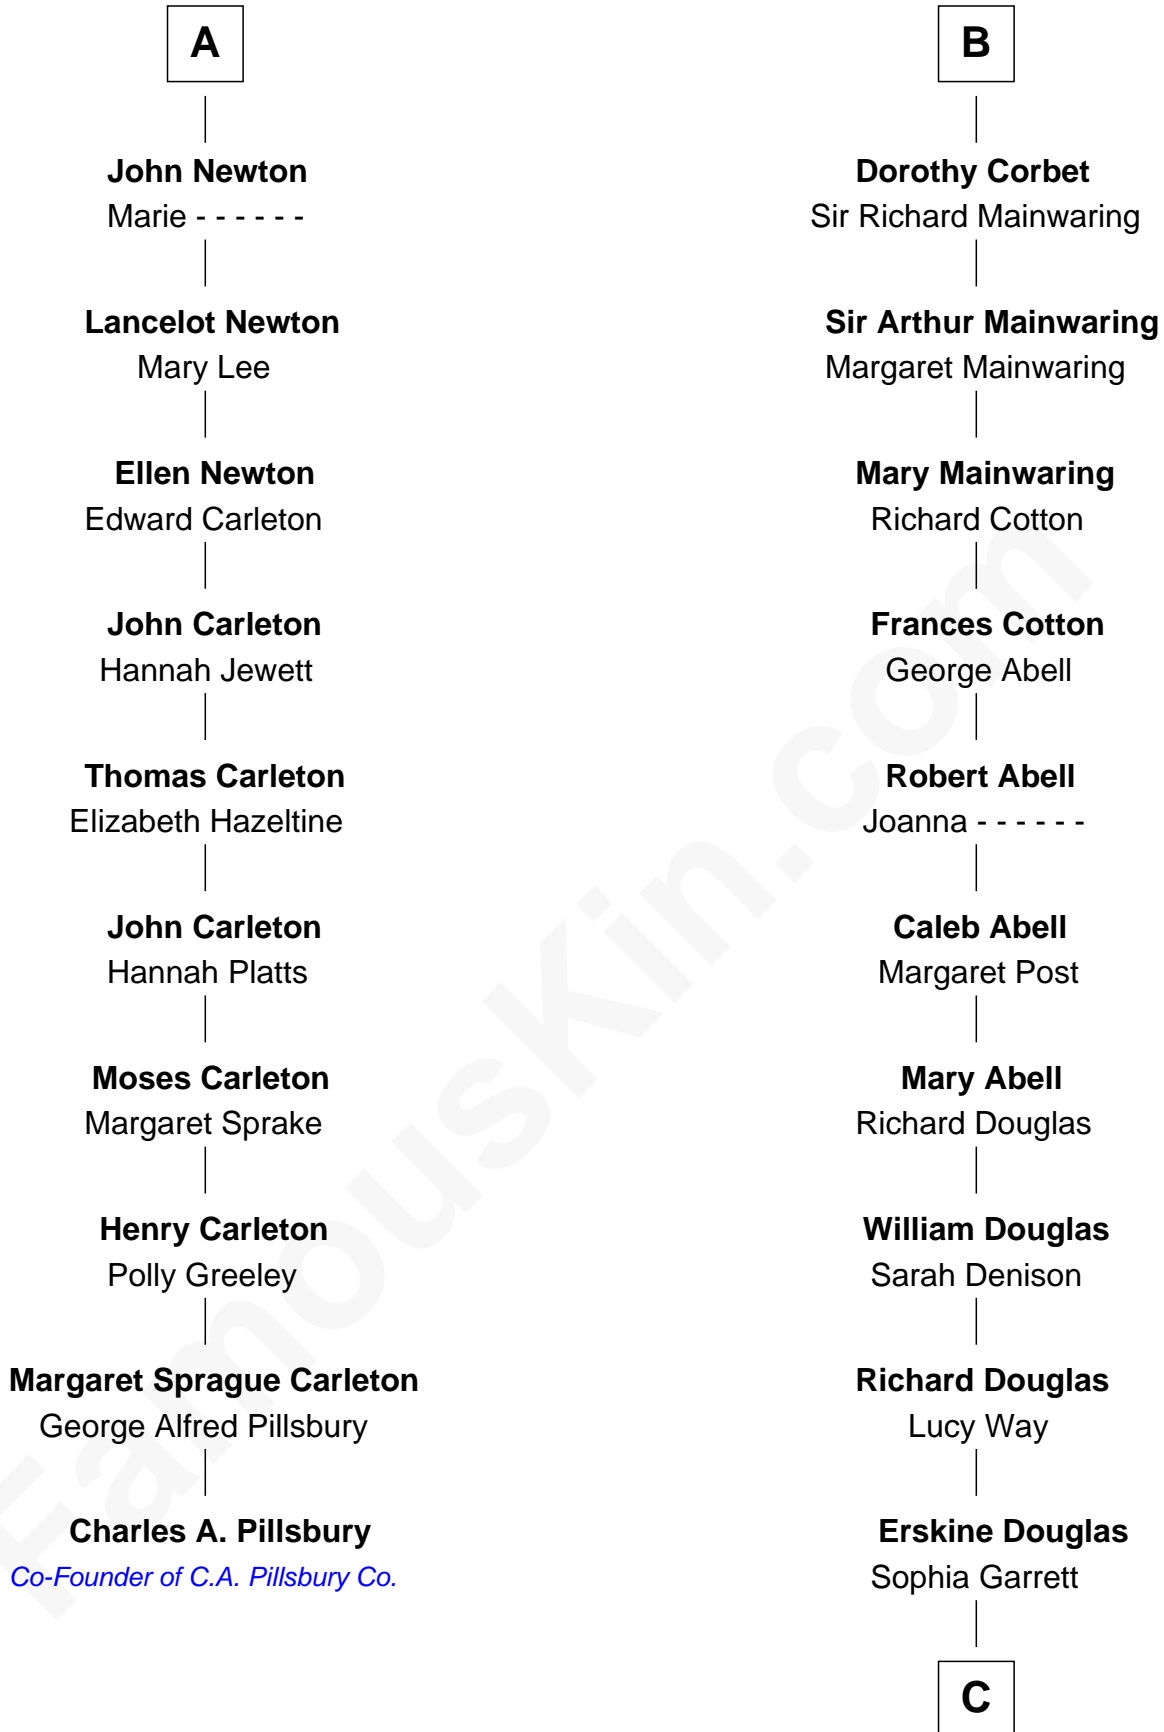 A
John Newton
Marie - - - - - -
Lancelot Newton
Mary Lee
Ellen Newton
Edward Carleton
John Carleton
Hannah Jewett
Thomas Carleton
Elizabeth Hazeltine
John Carleton
Hannah Platts
Moses Carleton
Margaret Sprake
Henry Carleton
Polly Greeley
Margaret Sprague Carleton
George Alfred Pillsbury
Charles A. Pillsbury
Co-Founder of C.A. Pillsbury Co.
B
Dorothy Corbet
Sir Richard Mainwaring
Sir Arthur Mainwaring
Margaret Mainwaring
Mary Mainwaring
Richard Cotton
Frances Cotton
George Abell
Robert Abell
Joanna - - - - - -
Caleb Abell
Margaret Post
Mary Abell
Richard Douglas
William Douglas
Sarah Denison
Richard Douglas
Lucy Way
Erskine Douglas
Sophia Garrett
C
FamousKin.com